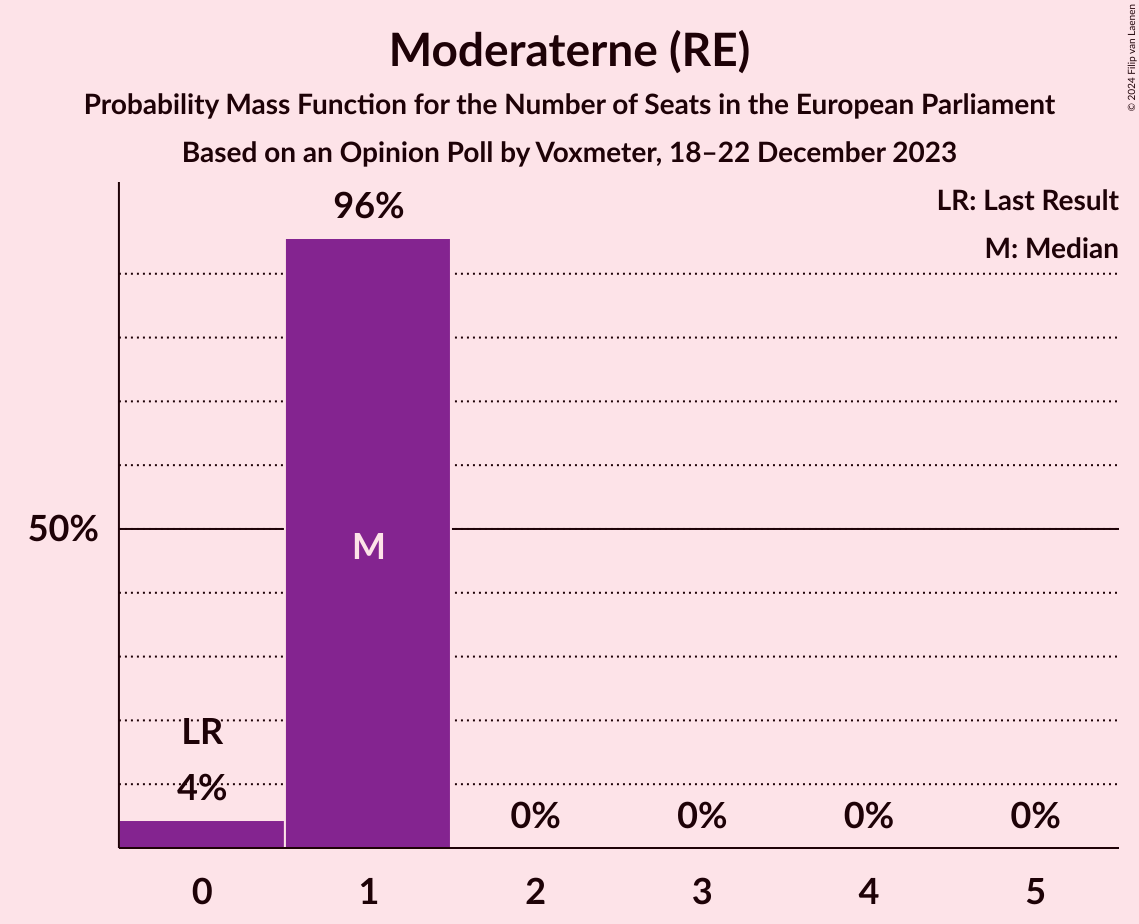 Moderaterne (RE)
Probability Mass Function for the Number of Seats in the European Parliament
Based on an Opinion Poll by Voxmeter, 18–22 December 2023
© 2024 Filip van Laenen
LR: Last Result
M: Median
96%
50%
M
LR
4%
0%
0%
0%
0%
0 1 2 3 4 5